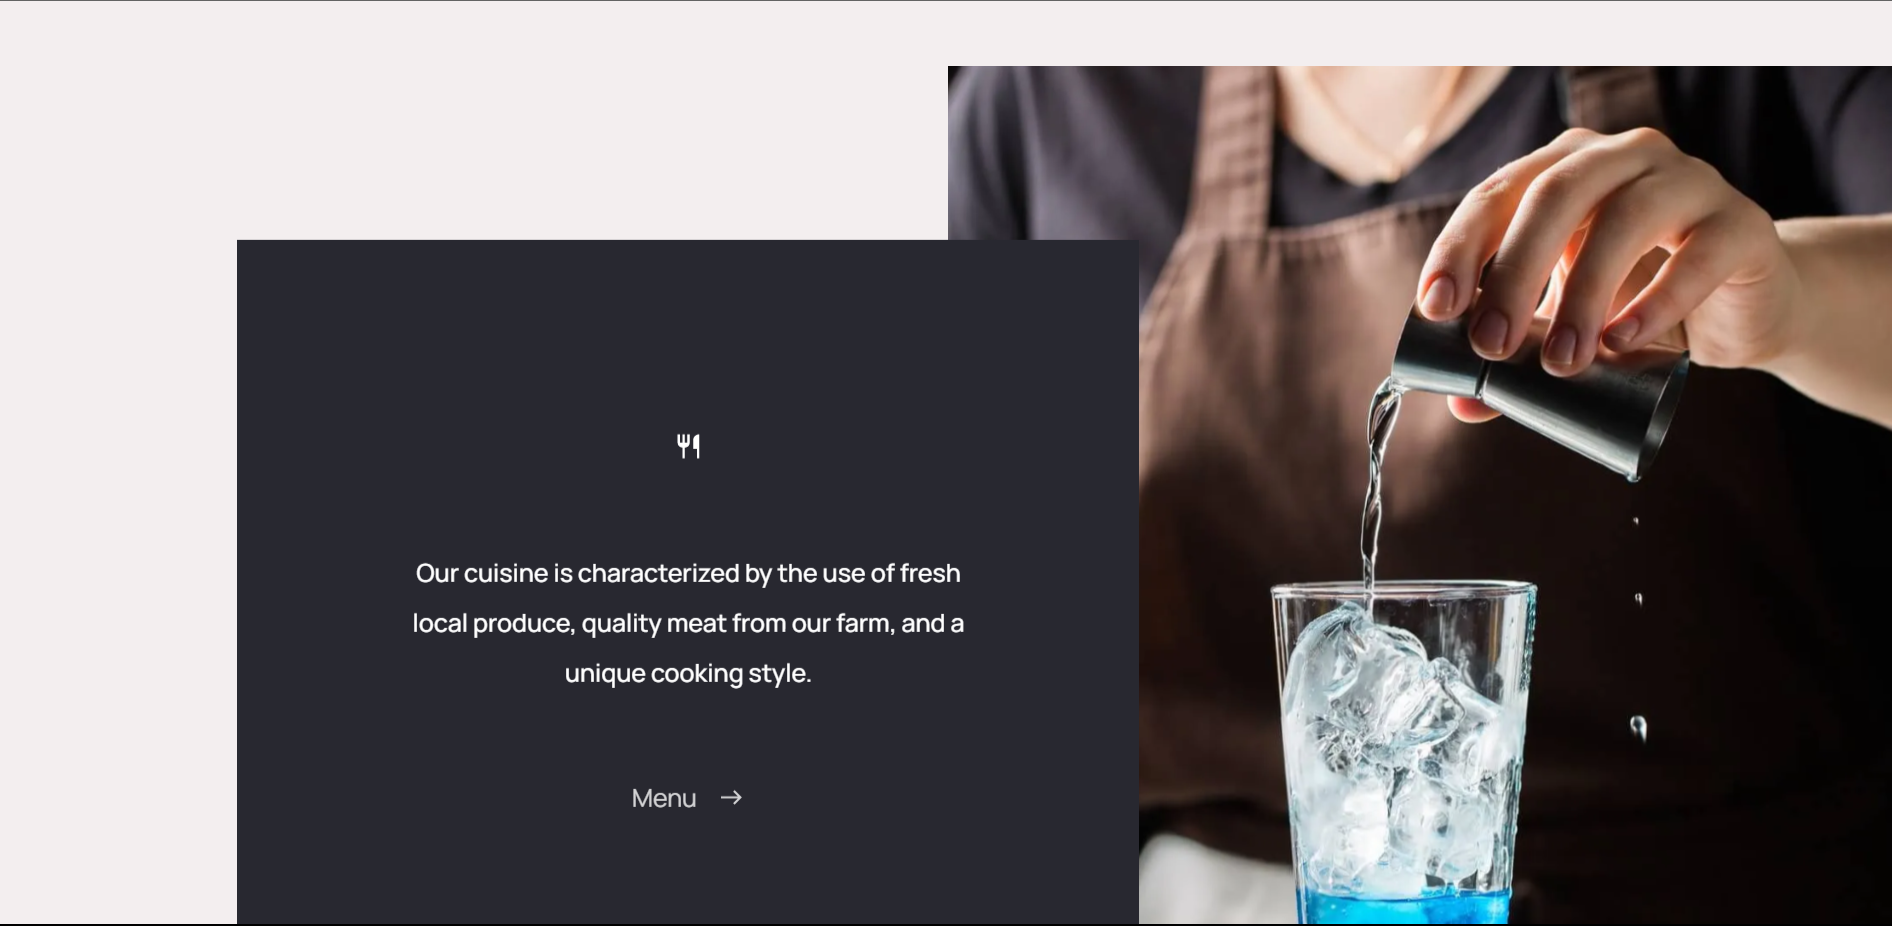 Our cuisine is characterized by the use of fresh
local produce, quality meat from our farm, and a
unique cooking style.
Menu →